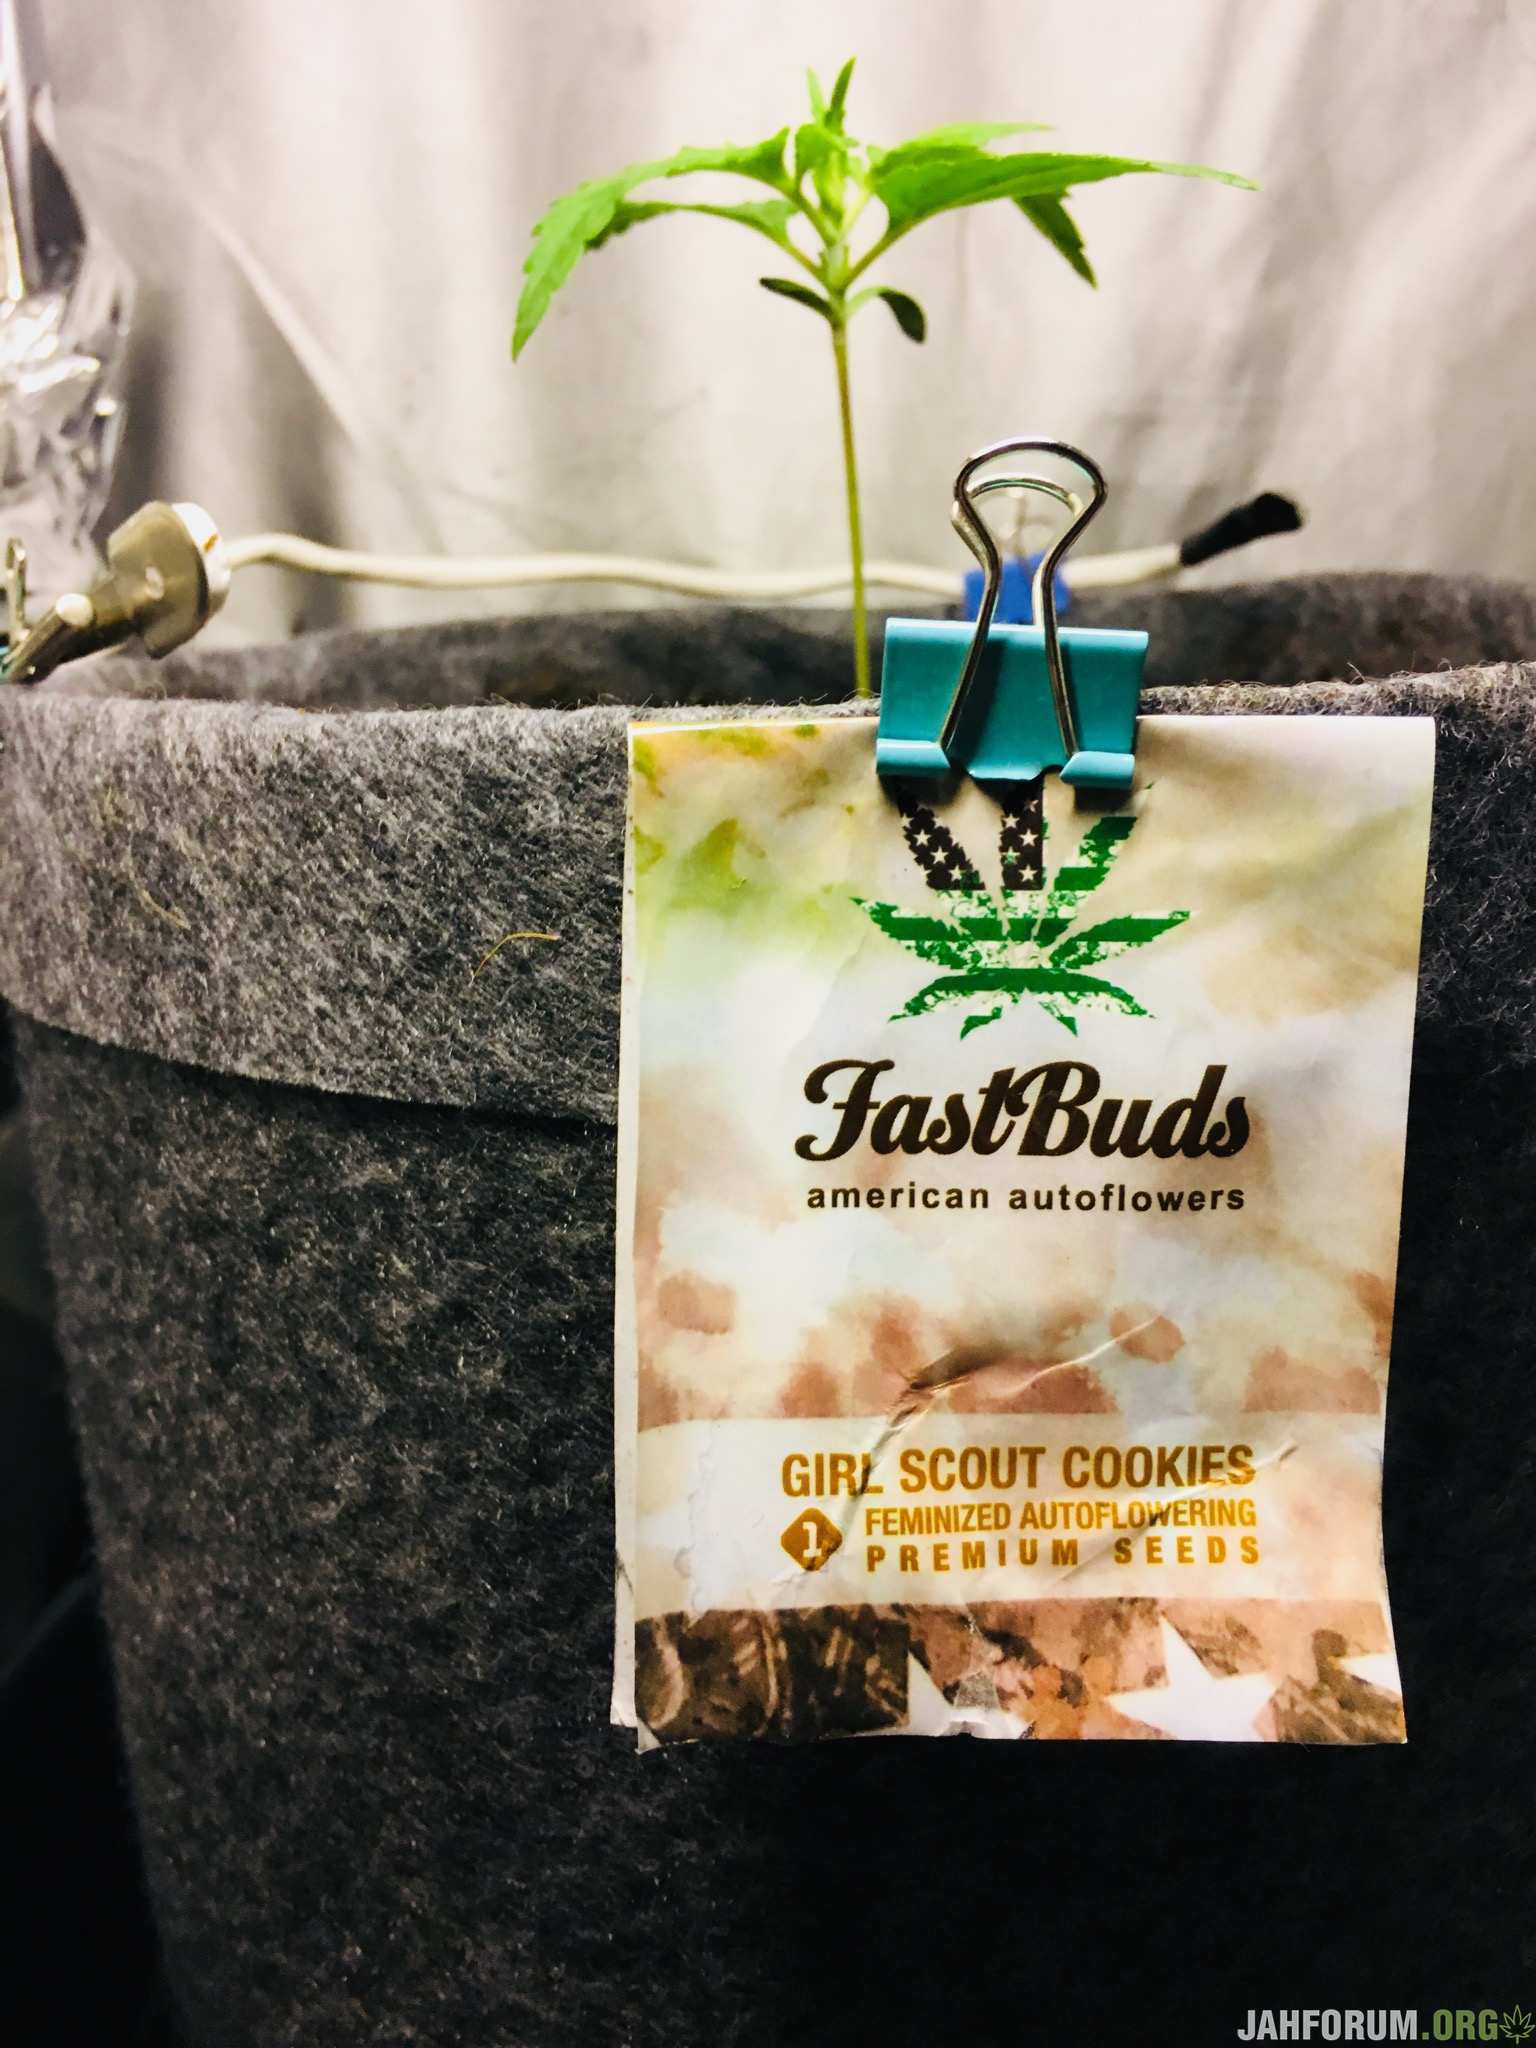 FastBuds
american autoflowers
GIRL SCOUT COOKIES
1 FEMINIZED AUTOFLOWERING
PREMIUM SEEDS
JAHFORUM.ORG